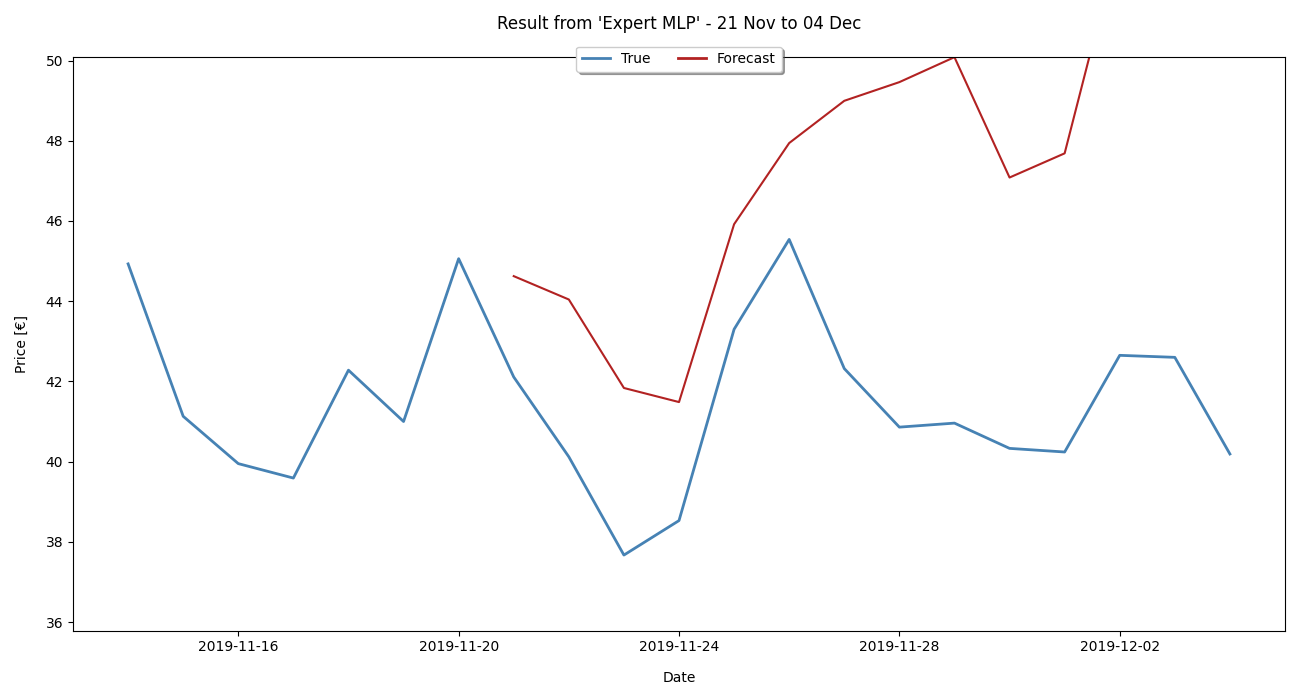 Result from 'Expert MLP' - 21 Nov to 04 Dec
True Forecast
50
48
46
44
42
40
38
36
Price [€]
2019-11-16 2019-11-20 2019-11-24 2019-11-28 2019-12-02
Date